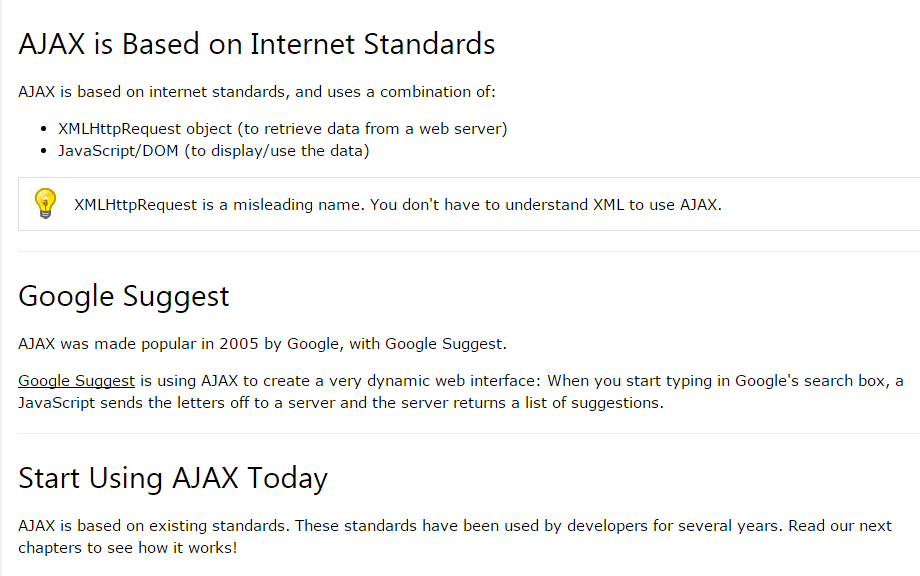 AJAX is Based on Internet Standards
AJAX is based on internet standards, and uses a combination of:
• XMLHttpRequest object (to retrieve data from a web server)
• JavaScript/DOM (to display/use the data)
XMLHttpRequest is a misleading name. You don't have to understand XML to use AJAX.
Google Suggest
AJAX was made popular in 2005 by Google, with Google Suggest.
Google Suggest is using AJAX to create a very dynamic web interface: When you start typing in Google's search box, a
JavaScript sends the letters off to a server and the server returns a list of suggestions.
Start Using AJAX Today
AJAX is based on existing standards. These standards have been used by developers for several years. Read our next
chapters to see how it works!